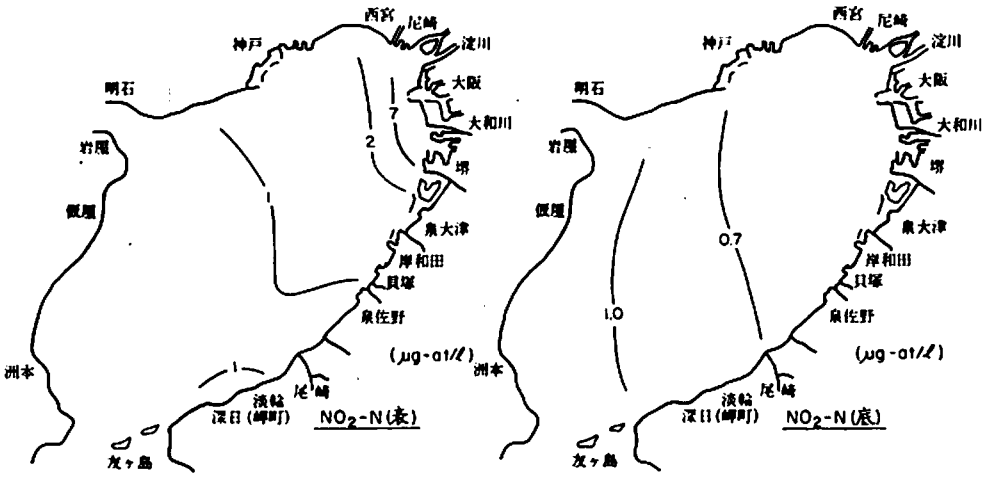 西宮
尼崎
淀川
神戸
大阪
明石
大和川
岩屋
堺
仮屋
泉大津
岸和田
貝塚
泉佐野
洲本
尾崎
淡輪
深日(岬町)
友ヶ島
7
2
1
1
(μg-at/ℓ)
NO₂-N(表)
西宮
尼崎
淀川
神戸
大阪
明石
大和川
岩屋
堺
仮屋
泉大津
岸和田
貝塚
泉佐野
洲本
尾崎
淡輪
深日(岬町)
友ヶ島
0.7
1.0
(μg-at/ℓ)
NO₂-N(底)